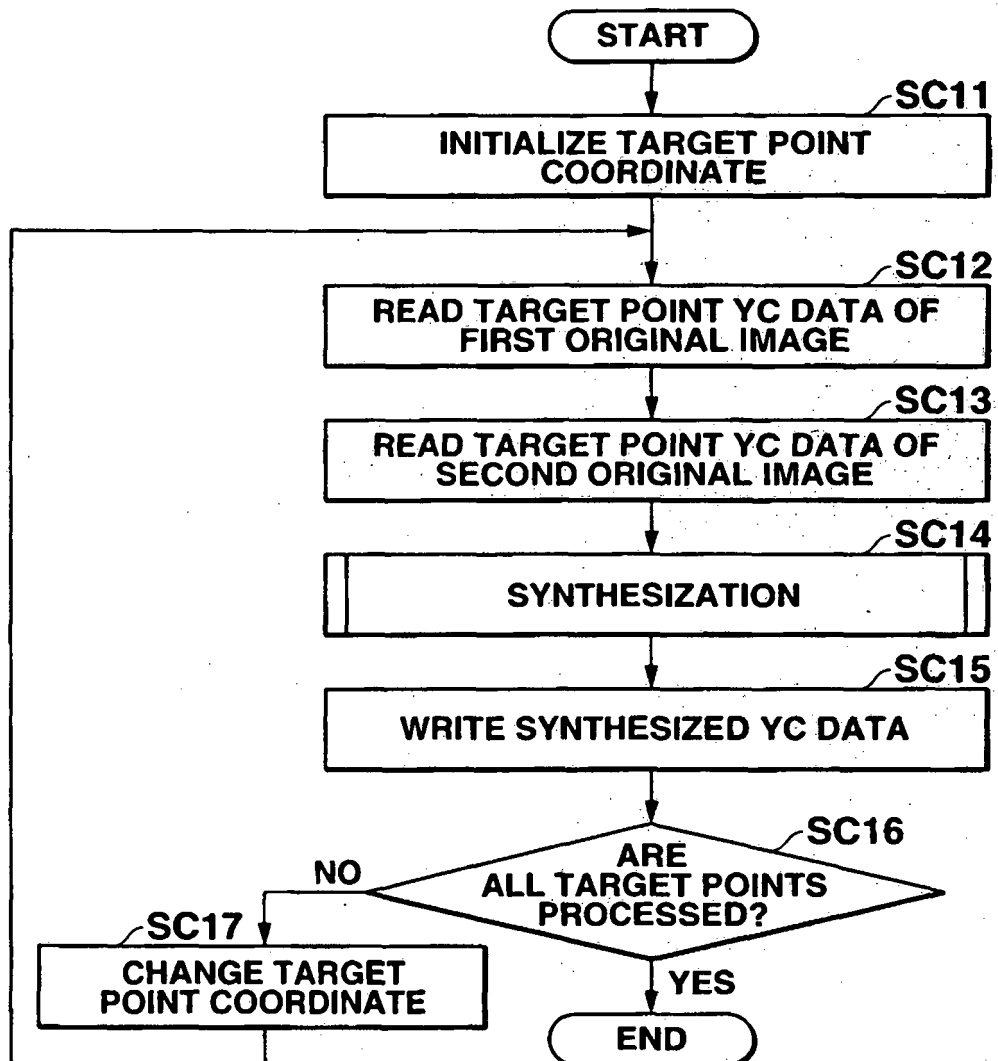 START
SC11
INITIALIZE TARGET POINT
COORDINATE
SC12
READ TARGET POINT YC DATA OF
FIRST ORIGINAL IMAGE
SC13
READ TARGET POINT YC DATA OF
SECOND ORIGINAL IMAGE
SC14
SYNTHESIZATION
SC15
WRITE SYNTHESIZED YC DATA
SC16
ARE
ALL TARGET POINTS
PROCESSED?
NO
SC17
CHANGE TARGET
POINT COORDINATE
YES
END